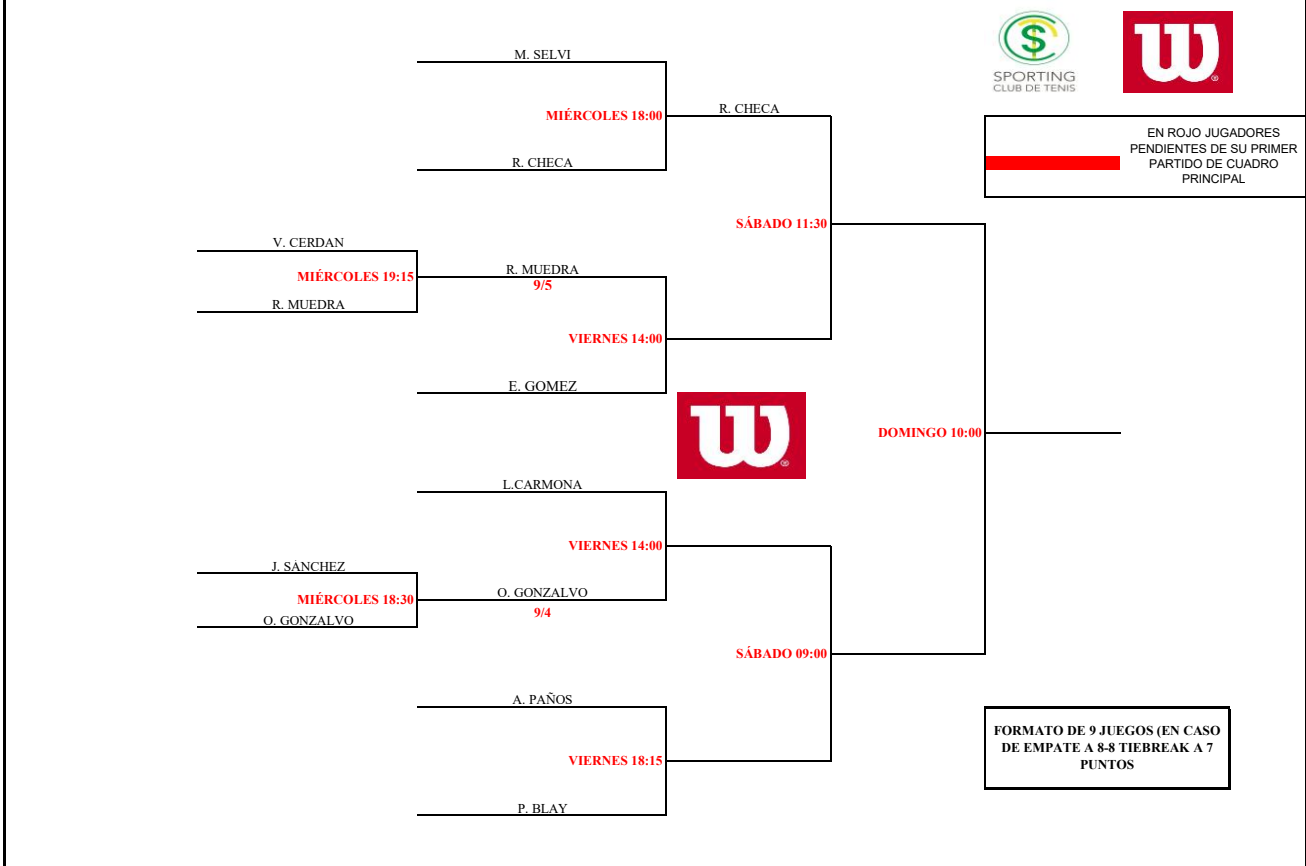 M. SELVI
MIÉRCOLES 18:00
R. CHECA
R. CHECA
SPORTING
CLUB DE TENIS
W
EN ROJO JUGADORES
PENDIENTES DE SU PRIMER
PARTIDO DE CUADRO
PRINCIPAL
SÁBADO 11:30
V. CERDAN
MIÉRCOLES 19:15
R. MUEDRA
R. MUEDRA
9/5
VIERNES 14:00
E. GOMEZ
W
DOMINGO 10:00
L.CARMONA
VIERNES 14:00
J. SÁNCHEZ
MIÉRCOLES 18:30
O. GONZALVO
O. GONZALVO
9/4
SÁBADO 09:00
A. PAÑOS
VIERNES 18:15
P. BLAY
FORMATO DE 9 JUEGOS (EN CASO
DE EMPATE A 8-8 TIEBREAK A 7
PUNTOS